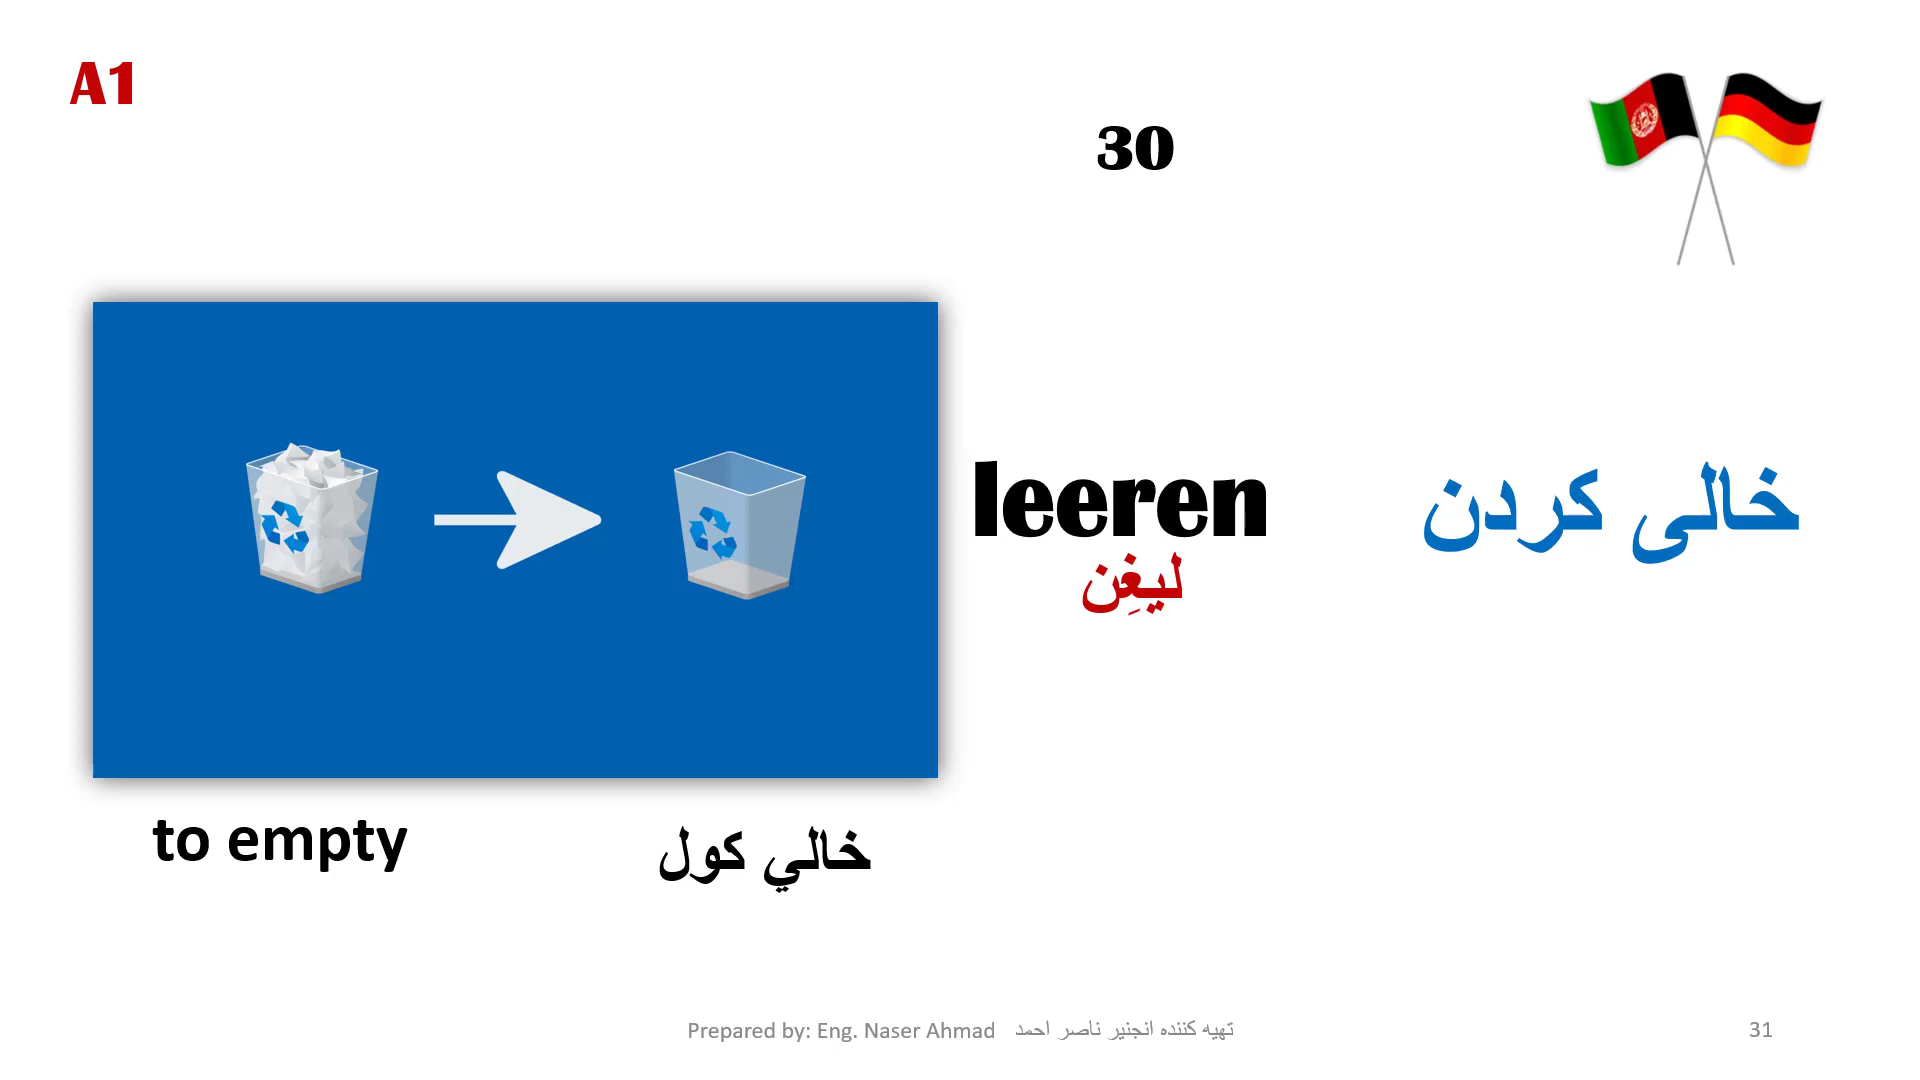 A1
30
leeren
لیغِن
خالی کردن
to empty
خالي کول
Prepared by: Eng. Naser Ahmad تهیه کننده انجنیر ناصر احمد
31